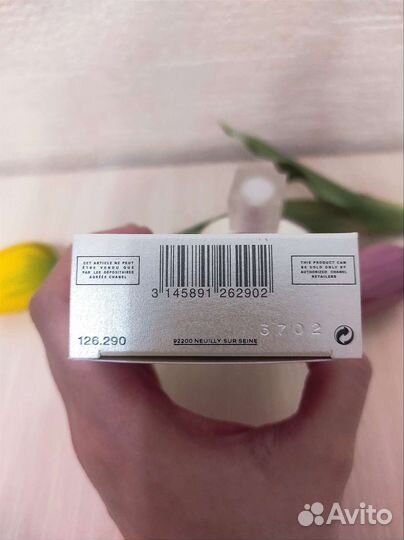 CET ARTICLE NE PEUT
ÊTRE VENDU QUE
PAR LES DÉPOSITAIRES
AGRÉÉS CHANEL
3 145891 262902
THIS PRODUCT CAN
BE SOLD ONLY BY
AUTHORIZED CHANEL
RETAILERS
126.290
92200 NEUILLY SUR SEINE
3702
Avito